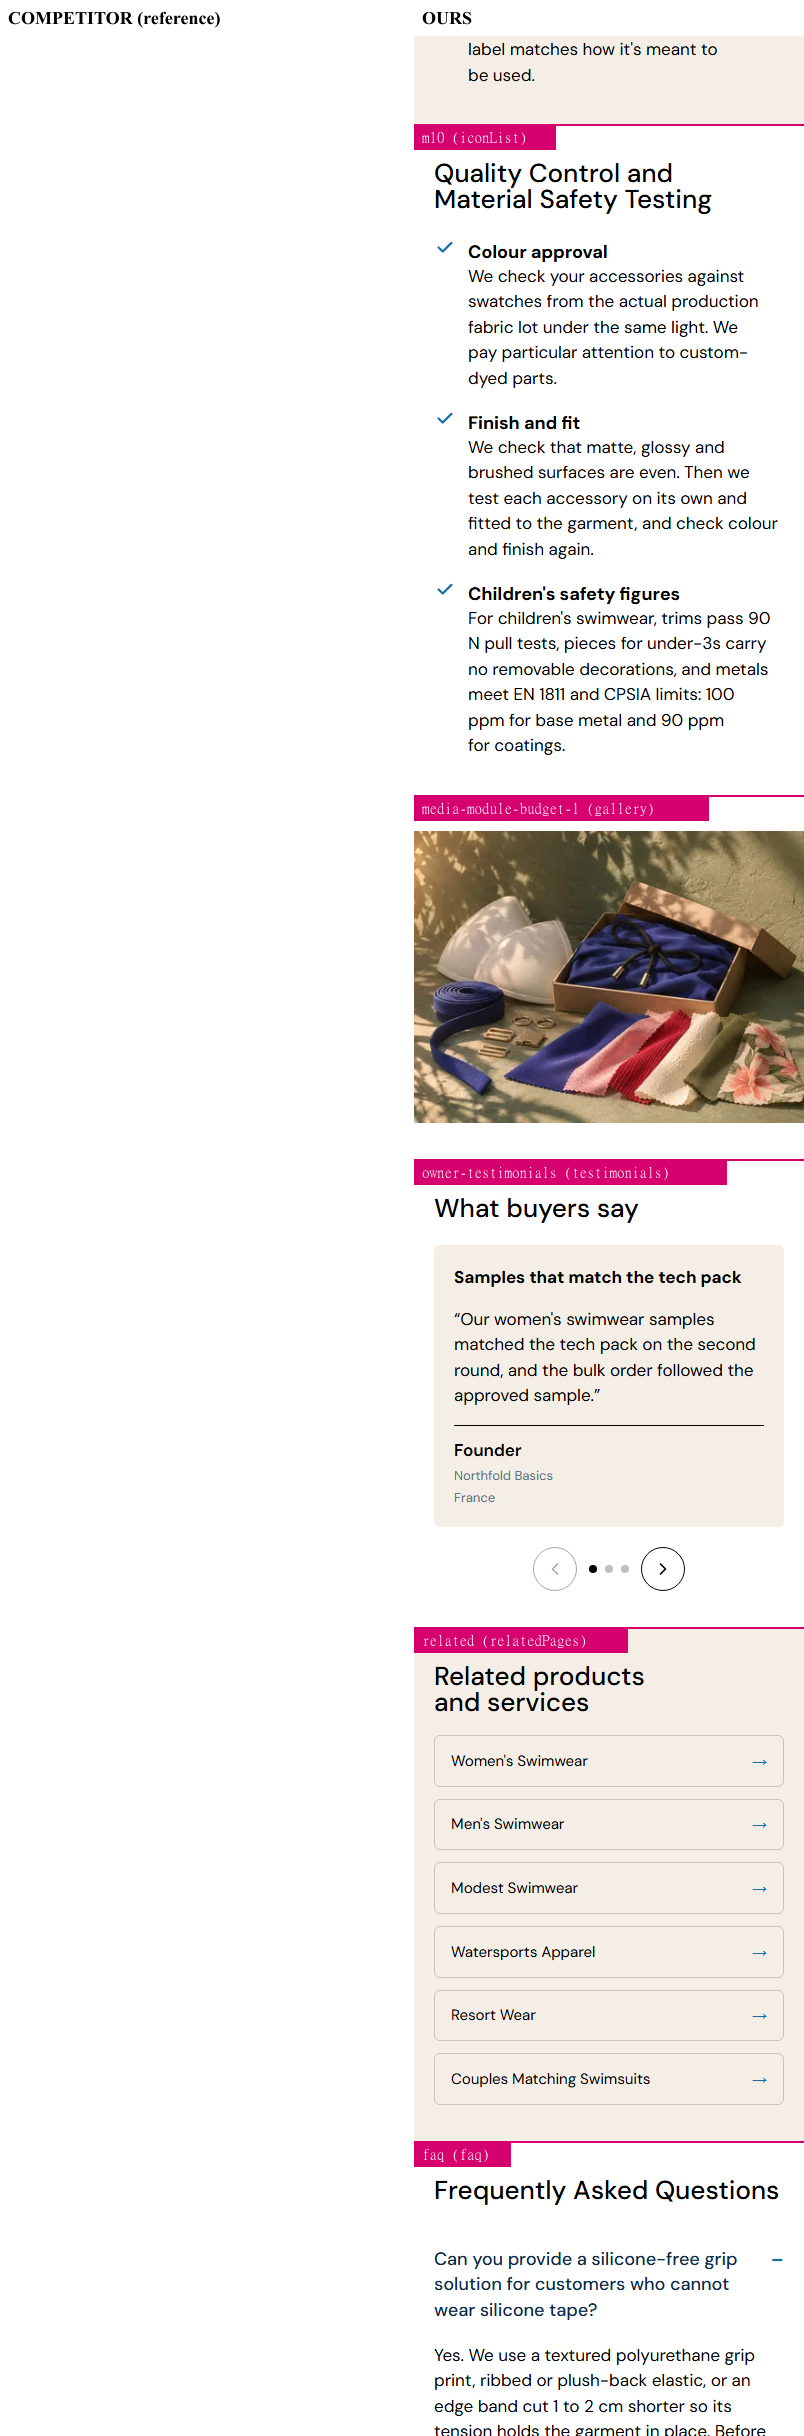 COMPETITOR (reference)
OURS
label matches how it's meant to
be used.
m10 (iconList)
Quality Control and
Material Safety Testing
Colour approval
We check your accessories against
swatches from the actual production
fabric lot under the same light. We
pay particular attention to custom-
dyed parts.
Finish and fit
We check that matte, glossy and
brushed surfaces are even. Then we
test each accessory on its own and
fitted to the garment, and check colour
and finish again.
Children's safety figures
For children's swimwear, trims pass 90
N pull tests, pieces for under-3s carry
no removable decorations, and metals
meet EN 1811 and CPSIA limits: 100
ppm for base metal and 90 ppm
for coatings.
media-module-budget-1 (gallery)
owner-testimonials (testimonials)
What buyers say
Samples that match the tech pack
“Our women's swimwear samples
matched the tech pack on the second
round, and the bulk order followed the
approved sample.”
Founder
Northfold Basics
France
related (relatedPages)
Related products
and services
Women's Swimwear →
Men's Swimwear →
Modest Swimwear →
Watersports Apparel →
Resort Wear →
Couples Matching Swimsuits →
faq (faq)
Frequently Asked Questions
Can you provide a silicone-free grip –
solution for customers who cannot
wear silicone tape?
Yes. We use a textured polyurethane grip
print, ribbed or plush-back elastic, or an
edge band cut 1 to 2 cm shorter so its
tension holds the garment in place. Before